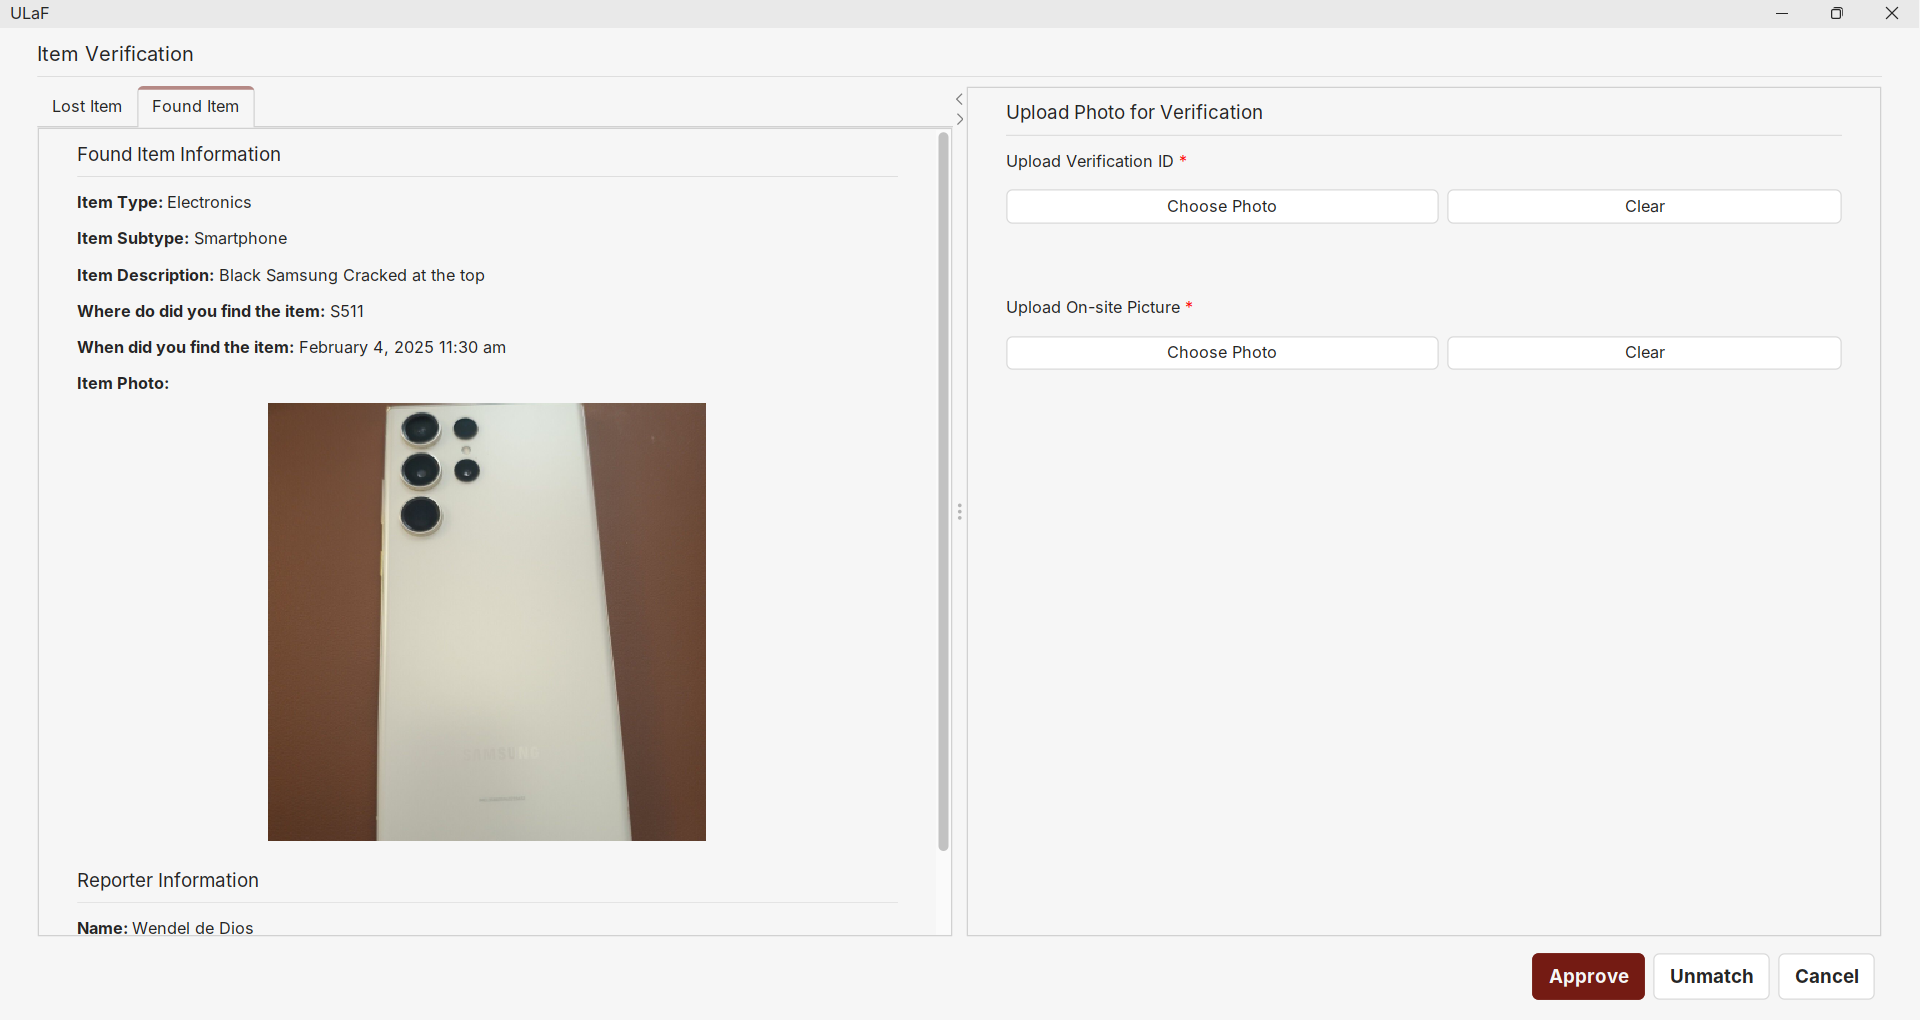 ULaF
Item Verification
Lost Item
Found Item
Found Item Information
Item Type: Electronics
Item Subtype: Smartphone
Item Description: Black Samsung Cracked at the top
Where do did you find the item: S511
When did you find the item: February 4, 2025 11:30 am
Item Photo:
SAMSUNG
Reporter Information
Name: Wendel de Dios
Upload Photo for Verification
Upload Verification ID *
Choose Photo
Clear
Upload On-site Picture *
Choose Photo
Clear
Approve
Unmatch
Cancel